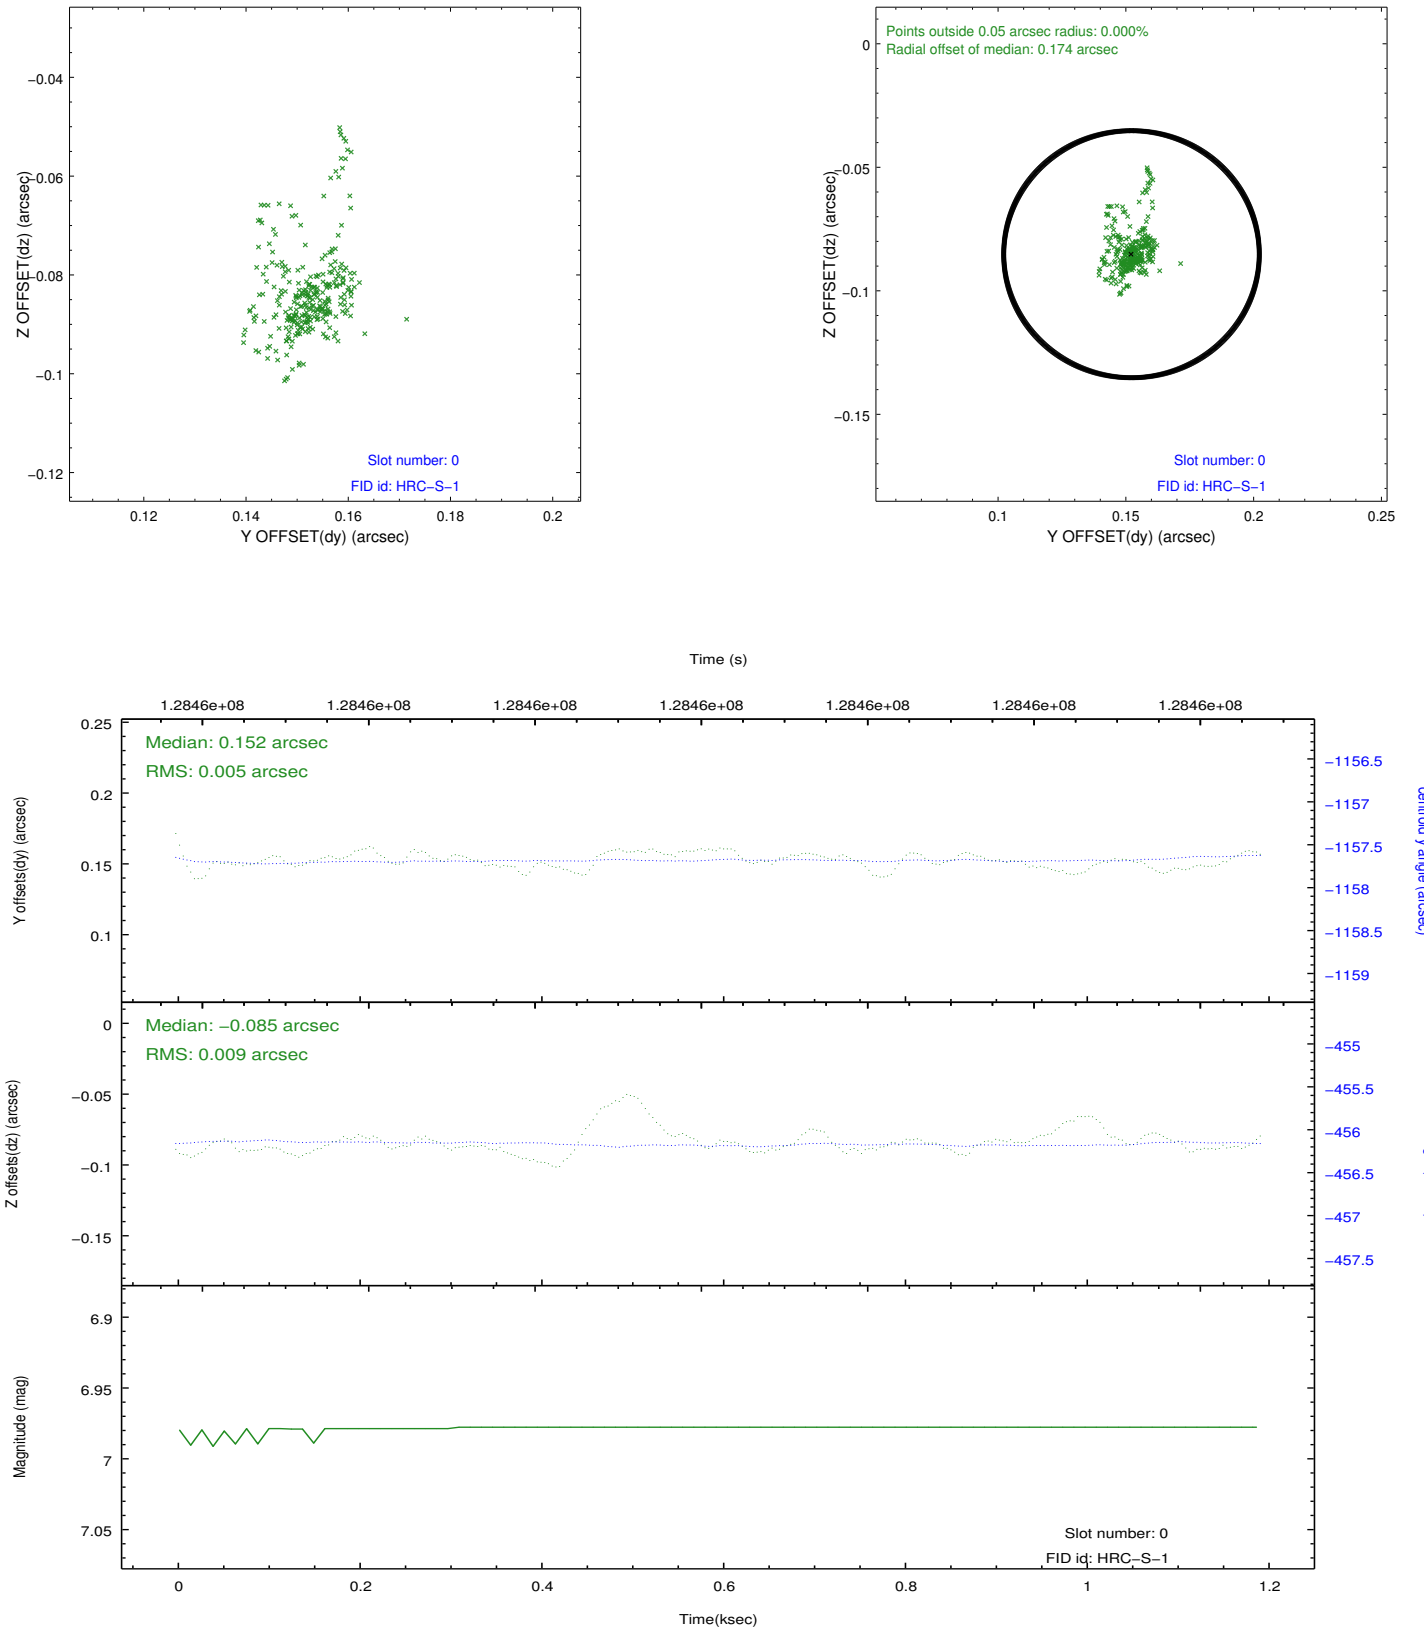 −0.04
−0.06
−0.08
−0.1
−0.12
Z OFFSET(dz) (arcsec)
Slot number: 0
FID id: HRC−S−1
0.12
0.14
0.16
0.18
0.2
Y OFFSET(dy) (arcsec)
Points outside 0.05 arcsec radius: 0.000%
Radial offset of median: 0.174 arcsec
0
−0.05
−0.1
−0.15
Z OFFSET(dz) (arcsec)
Slot number: 0
FID id: HRC−S−1
0.1
0.15
0.2
0.25
Y OFFSET(dy) (arcsec)
Time (s)
1.2846e+08 1.2846e+08 1.2846e+08 1.2846e+08 1.2846e+08 1.2846e+08 1.2846e+08
Median: 0.152 arcsec
RMS: 0.005 arcsec
0.25
0.2
0.15
0.1
Y offsets(dy) (arcsec)
−1156.5
−1157
−1157.5
−1158
−1158.5
−1159
centroid y angle (arcsec)
Median: −0.085 arcsec
RMS: 0.009 arcsec
0
−0.05
−0.1
−0.15
Z offsets(dz) (arcsec)
−455
−455.5
−456
−456.5
−457
−457.5
6.9
6.95
7
7.05
Magnitude (mag)
Slot number: 0
FID id: HRC−S−1
0
0.2
0.4
0.6
0.8
1
1.2
Time(ksec)